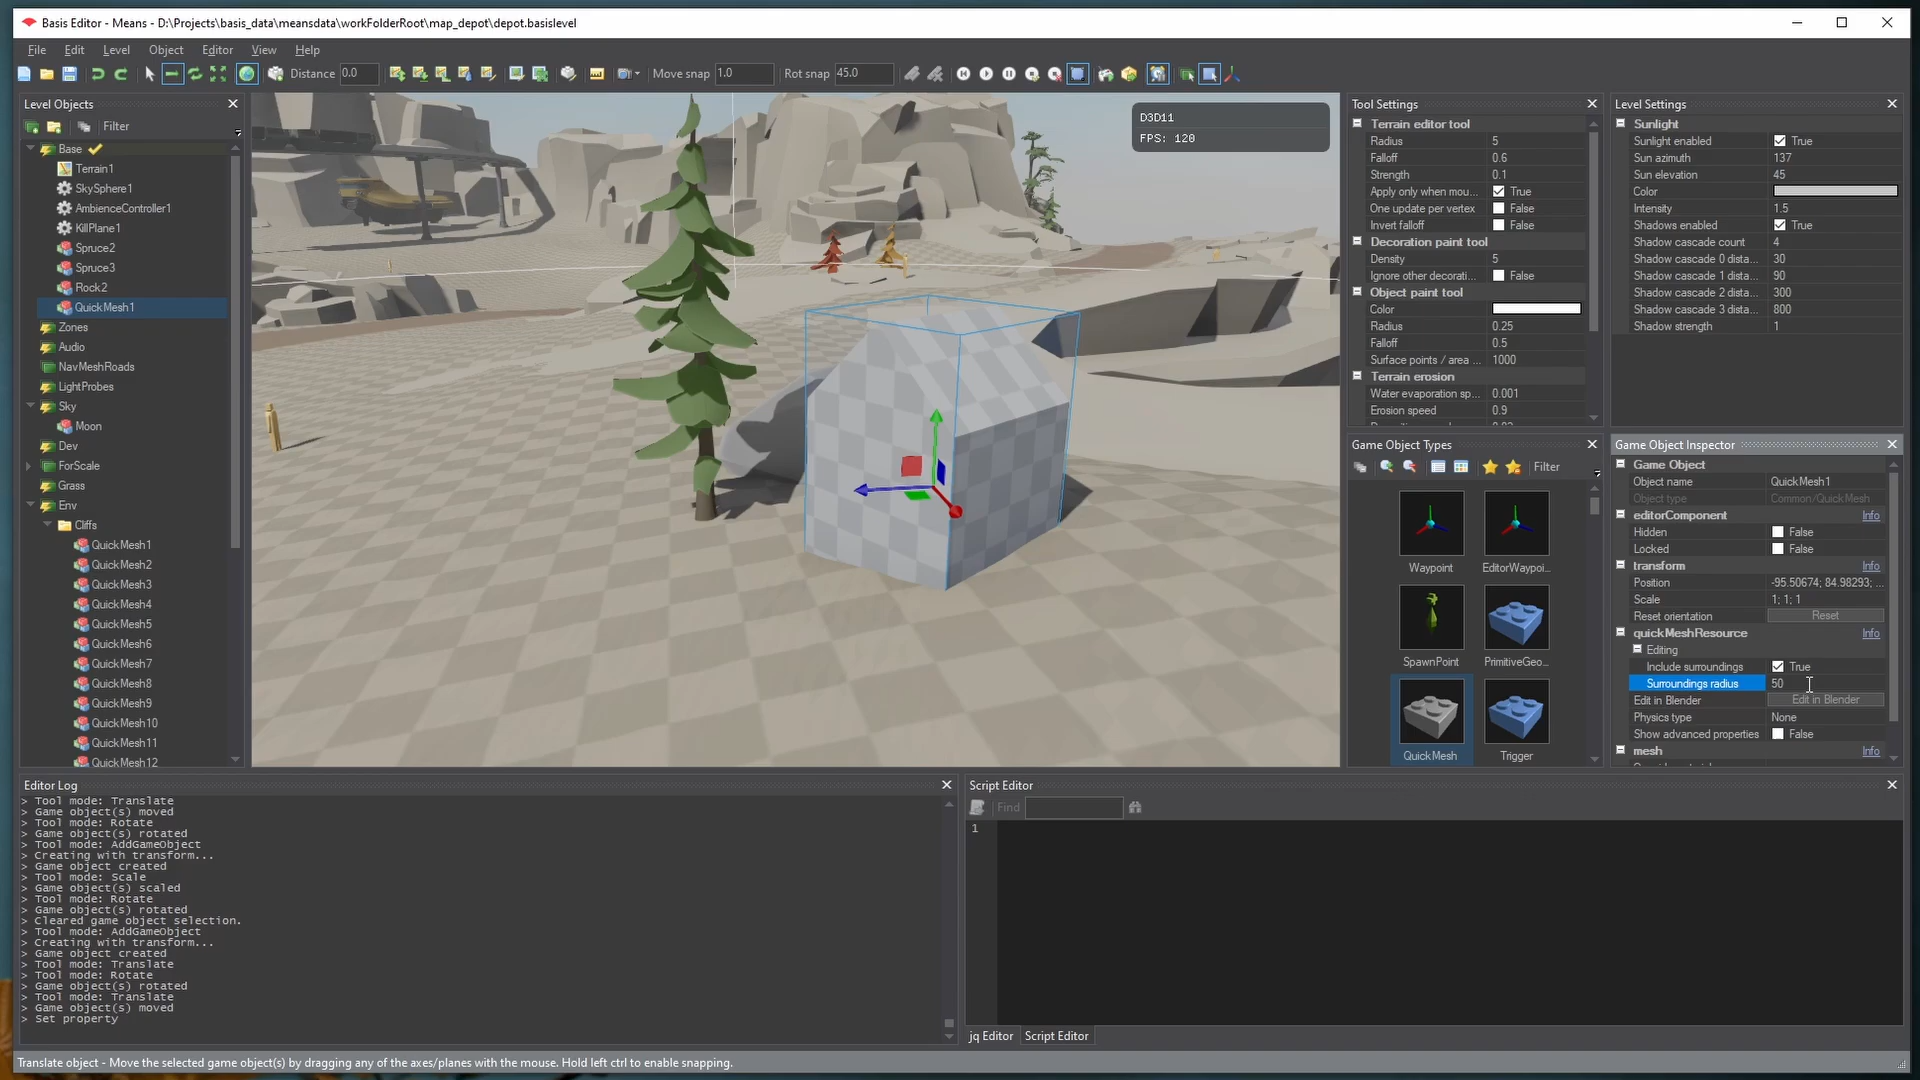 Basis Editor - Means - D:\Projects\basis_data\meansdata\workFolderRoot\map_depot\depot.basislevel
File Edit Level Object Editor View Help
Distance 0.0 Move snap 1.0 Rot snap 45.0
Level Objects
Filter
Base
Terrain1
SkySphere1
AmbienceController1
KillPlane1
Spruce2
Spruce3
Rock2
QuickMesh1
Zones
Audio
NavMeshRoads
LightProbes
Sky
Moon
Dev
ForScale
Grass
Env
Cliffs
QuickMesh1
QuickMesh2
QuickMesh3
QuickMesh4
QuickMesh5
QuickMesh6
QuickMesh7
QuickMesh8
QuickMesh9
QuickMesh10
QuickMesh11
QuickMesh12
D3D11
FPS: 120
Tool Settings
Terrain editor tool
Radius 5
Falloff 0.6
Strength 0.1
Apply only when mou... True
One update per vertex False
Invert falloff False
Decoration paint tool
Density 5
Ignore other decorati... False
Object paint tool
Color
Radius 0.25
Falloff 0.5
Surface points / area ... 1000
Terrain erosion
Water evaporation sp... 0.001
Erosion speed 0.9
Level Settings
Sunlight
Sunlight enabled True
Sun azimuth 137
Sun elevation 45
Color
Intensity 1.5
Shadows enabled True
Shadow cascade count 4
Shadow cascade 0 dista... 30
Shadow cascade 1 dista... 90
Shadow cascade 2 dista... 300
Shadow cascade 3 dista... 800
Shadow strength 1
Game Object Types
Filter
Waypoint EditorWaypoi...
SpawnPoint PrimitiveGeo...
QuickMesh Trigger
Game Object Inspector
Game Object
Object name QuickMesh1
Object type Common/QuickMesh
editorComponent Info
Hidden False
Locked False
transform Info
Position -95.50674; 84.98293; ...
Scale 1; 1; 1
Reset orientation Reset
quickMeshResource Info
Editing
Include surroundings True
Surroundings radius 50
Edit in Blender Edit in Blender
Physics type None
Show advanced properties False
mesh Info
Editor Log
> Tool mode: Translate
> Game object(s) moved
> Tool mode: Rotate
> Game object(s) rotated
> Tool mode: AddGameObject
> Creating with transform...
> Game object created
> Tool mode: Scale
> Game object(s) scaled
> Tool mode: Rotate
> Game object(s) rotated
> Cleared game object selection.
> Tool mode: AddGameObject
> Creating with transform...
> Game object created
> Tool mode: Translate
> Tool mode: Rotate
> Game object(s) rotated
> Tool mode: Translate
> Game object(s) moved
> Set property
Script Editor
Find
1
jq Editor Script Editor
Translate object - Move the selected game object(s) by dragging any of the axes/planes with the mouse. Hold left ctrl to enable snapping.